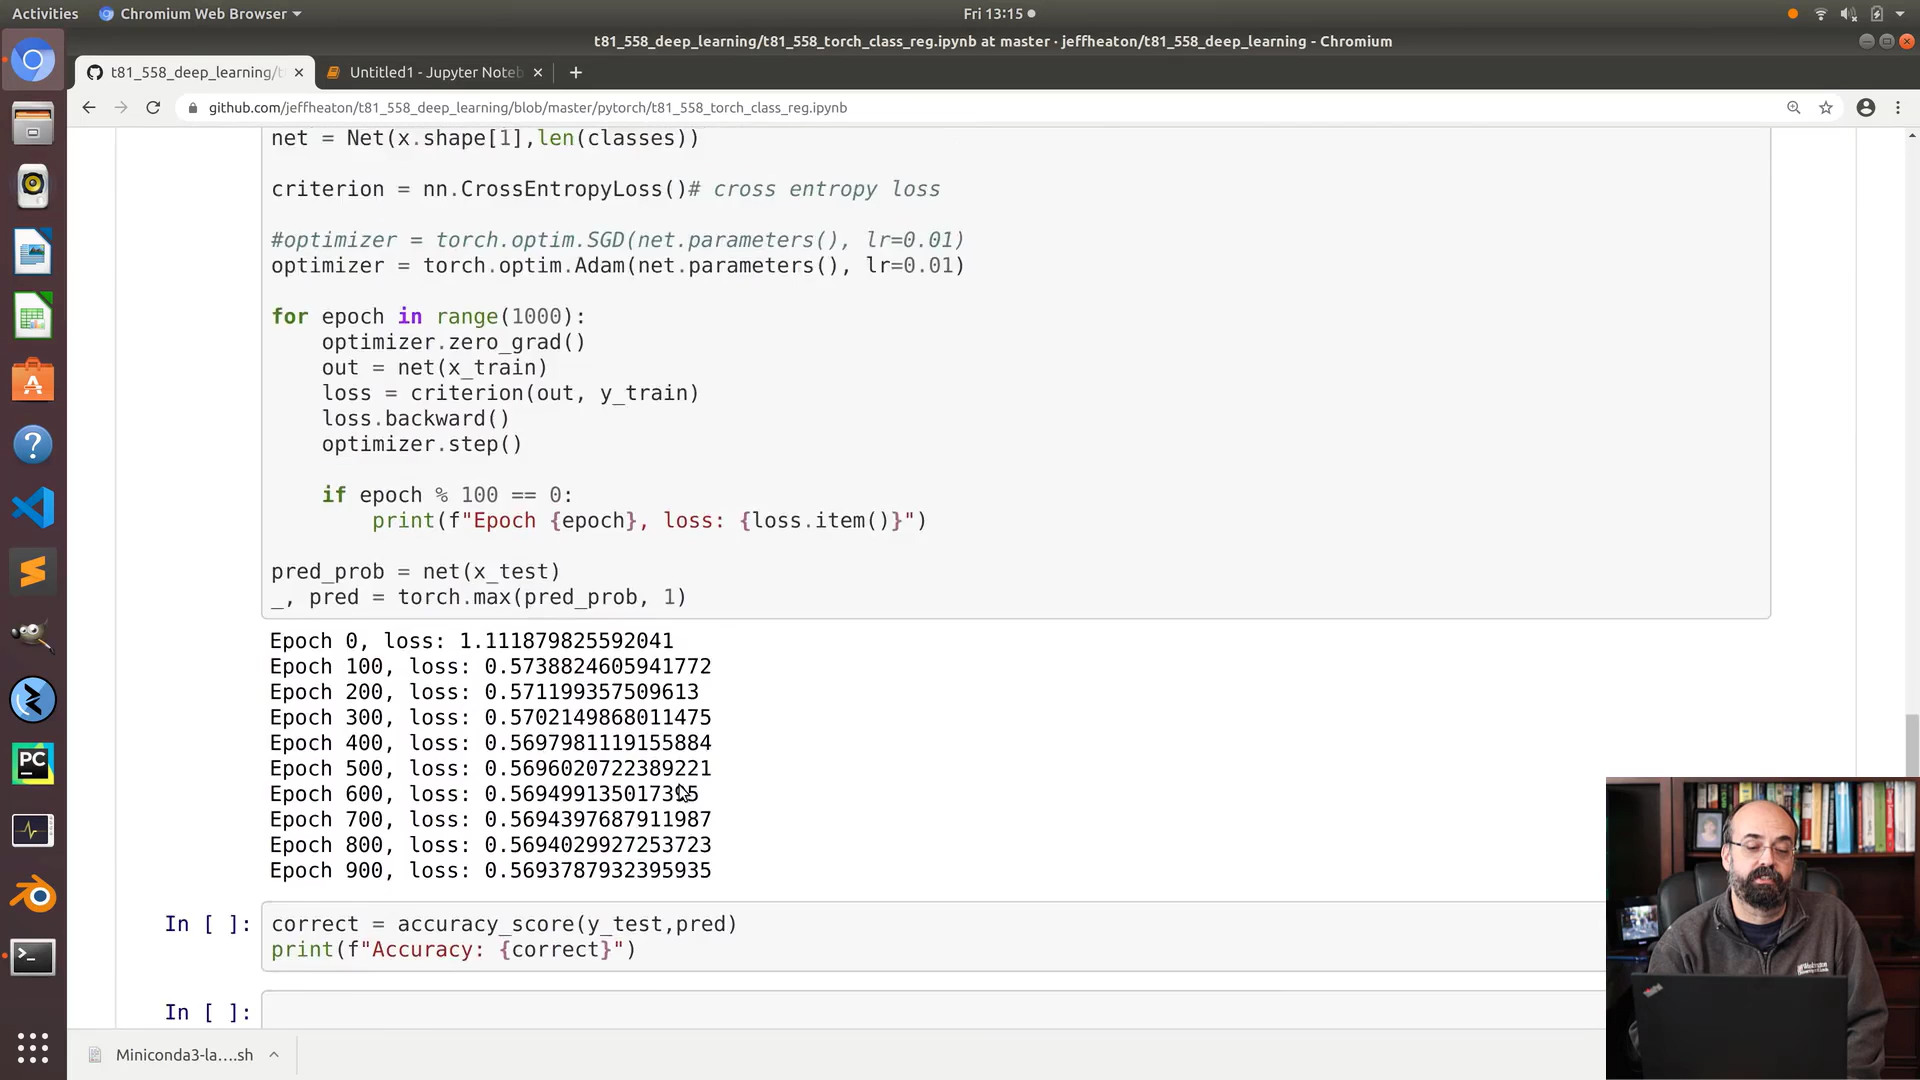 Activities
Chromium Web Browser
Fri 13:15
t81_558_deep_learning/t81_558_torch_class_reg.ipynb at master · jeffheaton/t81_558_deep_learning - Chromium
t81_558_deep_learning/t
Untitled1 - Jupyter Noteb
github.com/jeffheaton/t81_558_deep_learning/blob/master/pytorch/t81_558_torch_class_reg.ipynb
net = Net(x.shape[1],len(classes))
criterion = nn.CrossEntropyLoss()# cross entropy loss
#optimizer = torch.optim.SGD(net.parameters(), lr=0.01)
optimizer = torch.optim.Adam(net.parameters(), lr=0.01)
for epoch in range(1000):
    optimizer.zero_grad()
    out = net(x_train)
    loss = criterion(out, y_train)
    loss.backward()
    optimizer.step()
    if epoch % 100 == 0:
        print(f"Epoch {epoch}, loss: {loss.item()}")
pred_prob = net(x_test)
_, pred = torch.max(pred_prob, 1)
Epoch 0, loss: 1.111879825592041
Epoch 100, loss: 0.5738824605941772
Epoch 200, loss: 0.571199357509613
Epoch 300, loss: 0.5702149868011475
Epoch 400, loss: 0.5697981119155884
Epoch 500, loss: 0.5696020722389221
Epoch 600, loss:
Epoch 700, loss: 0.5694397687911987
Epoch 800, loss: 0.5694029927253723
Epoch 900, loss: 0.5693787932395935
In [ ]:
correct = accuracy_score(y_test,pred)
print(f"Accuracy: {correct}")
In [ ]:
Miniconda3-la....sh
PC